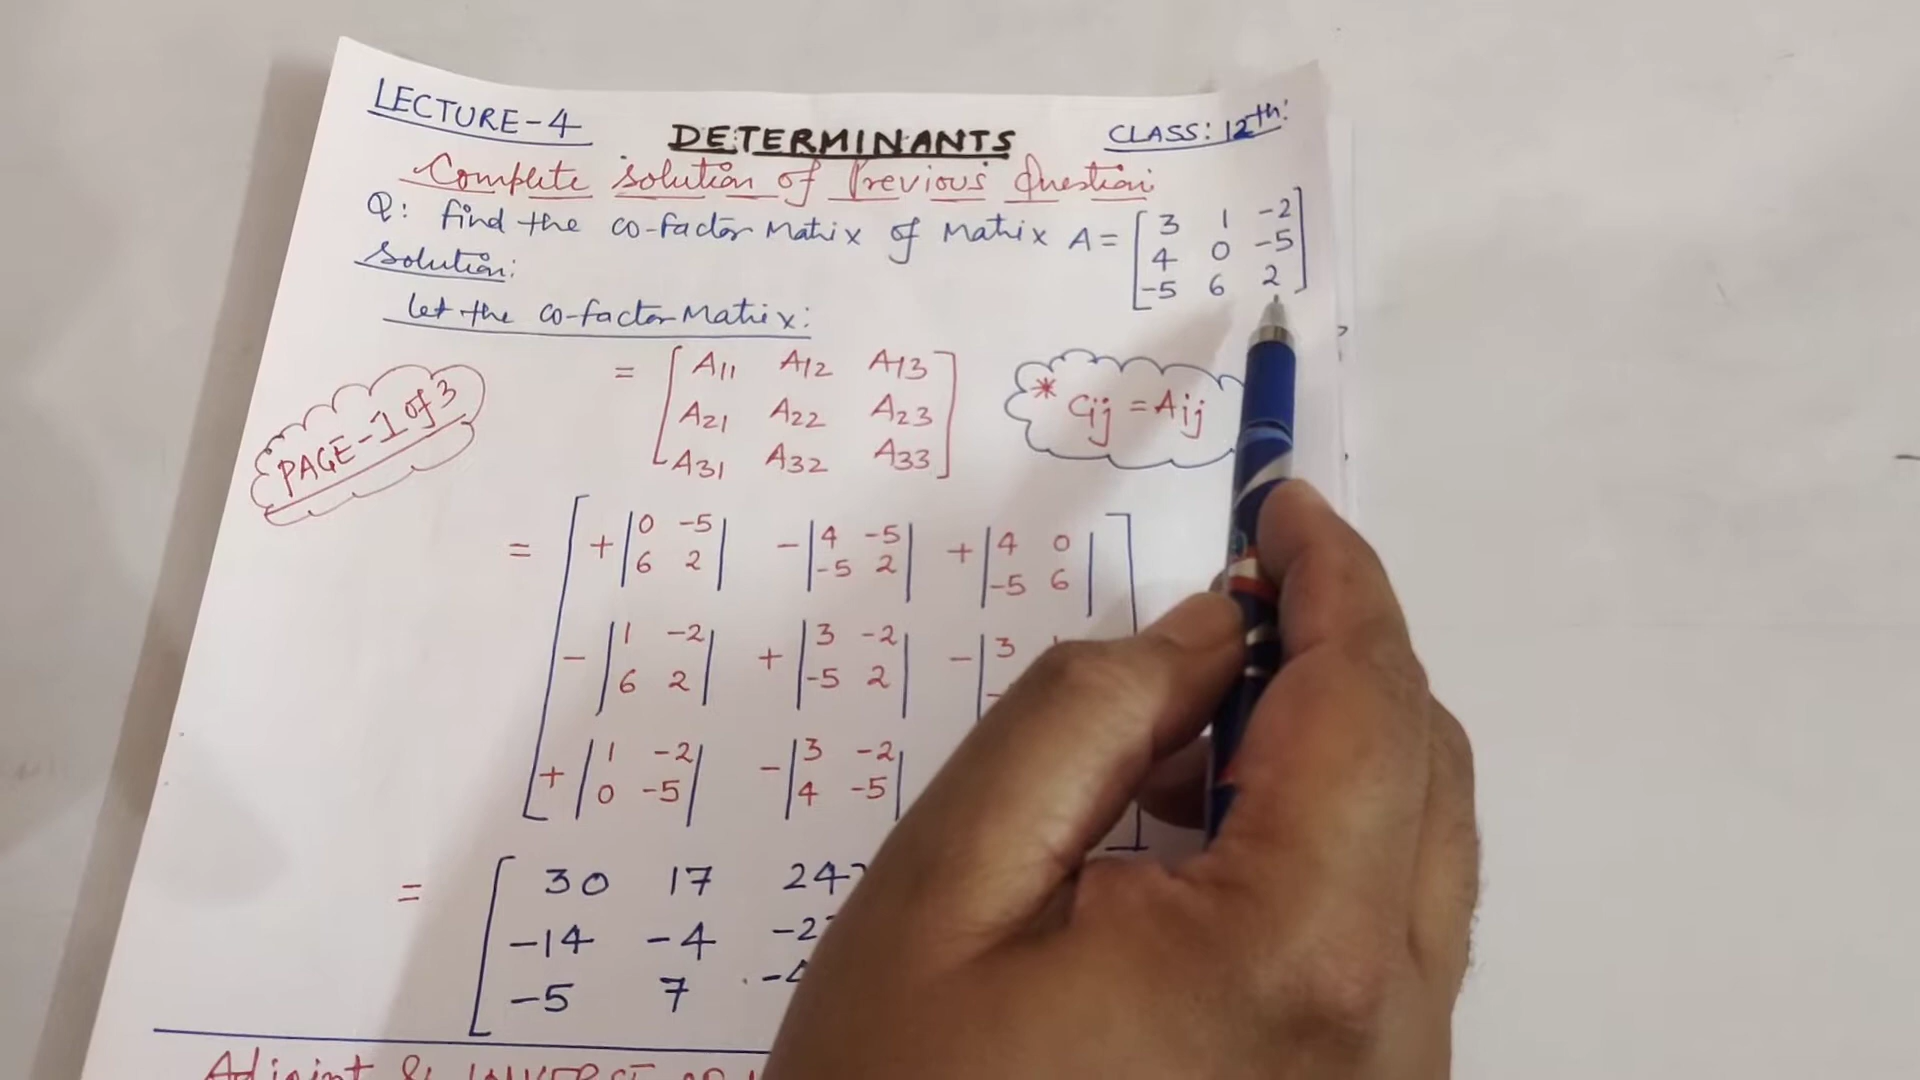 LECTURE-4
DETERMINANTS
CLASS: 12th:
Complete solution of Previous Question
Q: find the co-factor Matrix of Matrix A = [ 3 1 -2
4 0 -5
-5 6 2 ]
Solution:
let the co-factor Matrix:
PAGE-1 of 3
= [ A11 A12 A13
A21 A22 A23
A31 A32 A33 ]
* Cij = Aij
= [ + | 0 -5 | - | 4 -5 | + | 4 0 |
| 6 2 | | -5 2 | | -5 6 |
- | 1 -2 | + | 3 -2 | - | 3
| 6 2 | | -5 2 |
+ | 1 -2 | - | 3 -2 |
| 0 -5 | | 4 -5 | ]
= [ 30 17 24
-14 -4
-5 7
Adjoint &